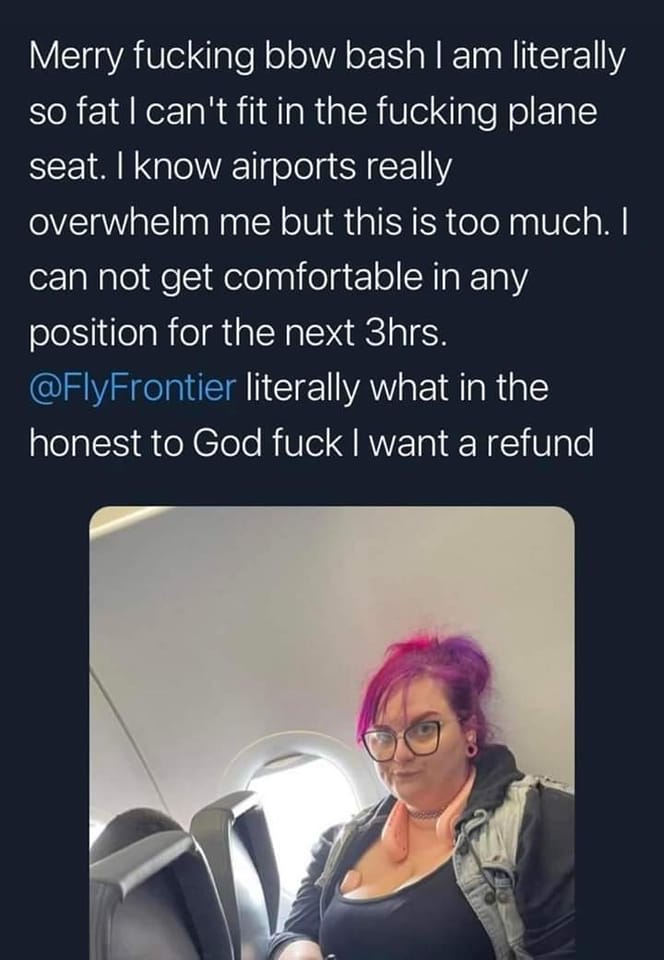 Merry fucking bbw bash I am literally
so fat I can't fit in the fucking plane
seat. I know airports really
overwhelm me but this is too much. I
can not get comfortable in any
position for the next 3hrs.
@FlyFrontier literally what in the
honest to God fuck I want a refund